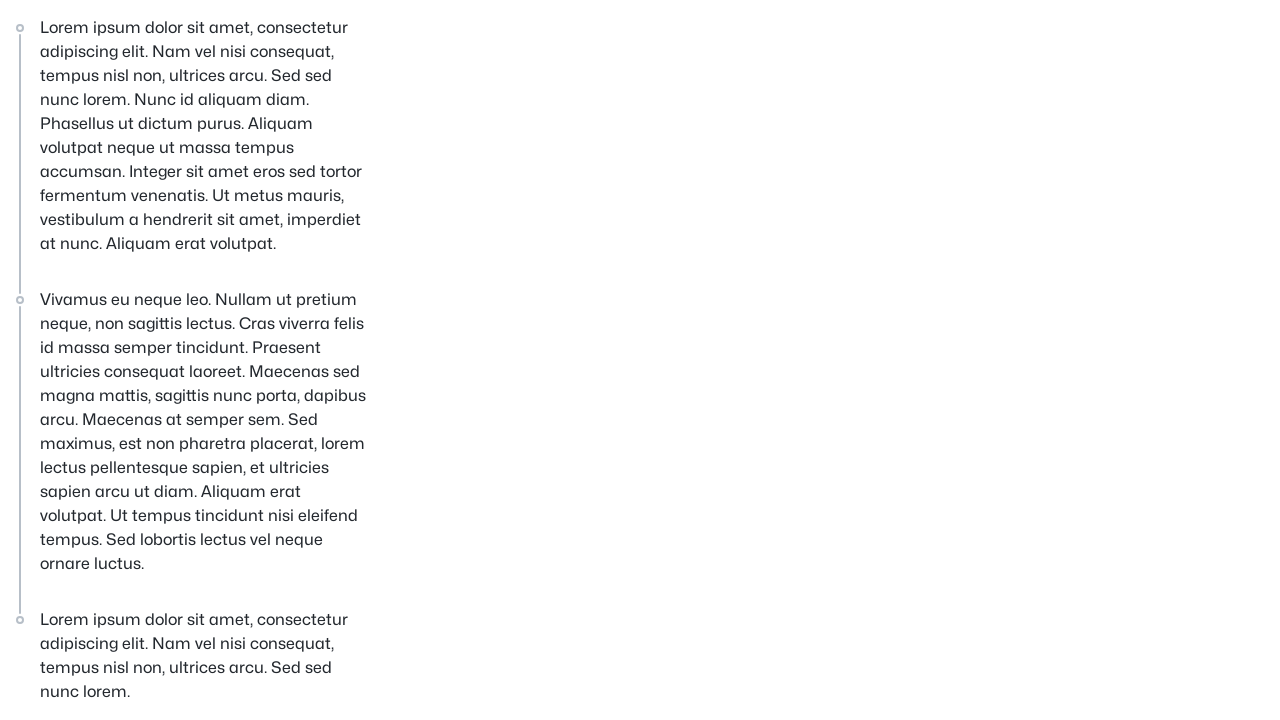 Lorem ipsum dolor sit amet, consectetur
adipiscing elit. Nam vel nisi consequat,
tempus nisl non, ultrices arcu. Sed sed
nunc lorem. Nunc id aliquam diam.
Phasellus ut dictum purus. Aliquam
volutpat neque ut massa tempus
accumsan. Integer sit amet eros sed tortor
fermentum venenatis. Ut metus mauris,
vestibulum a hendrerit sit amet, imperdiet
at nunc. Aliquam erat volutpat.
Vivamus eu neque leo. Nullam ut pretium
neque, non sagittis lectus. Cras viverra felis
id massa semper tincidunt. Praesent
ultricies consequat laoreet. Maecenas sed
magna mattis, sagittis nunc porta, dapibus
arcu. Maecenas at semper sem. Sed
maximus, est non pharetra placerat, lorem
lectus pellentesque sapien, et ultricies
sapien arcu ut diam. Aliquam erat
volutpat. Ut tempus tincidunt nisi eleifend
tempus. Sed lobortis lectus vel neque
ornare luctus.
Lorem ipsum dolor sit amet, consectetur
adipiscing elit. Nam vel nisi consequat,
tempus nisl non, ultrices arcu. Sed sed
nunc lorem.